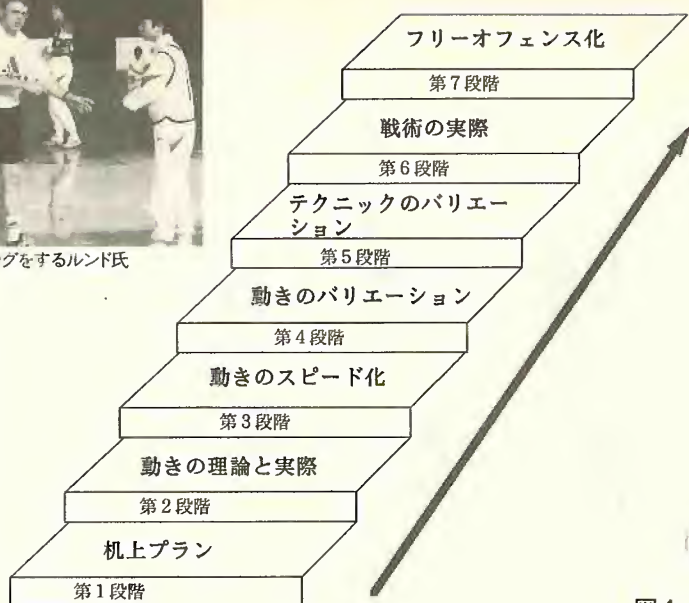 フリーオフェンス化
第7段階
戦術の実際
第6段階
テクニックのバリエー
ション
第5段階
グをするルンド氏
動きのバリエーション
第4段階
動きのスピード化
第3段階
動きの理論と実際
第2段階
机上プラン
第1段階